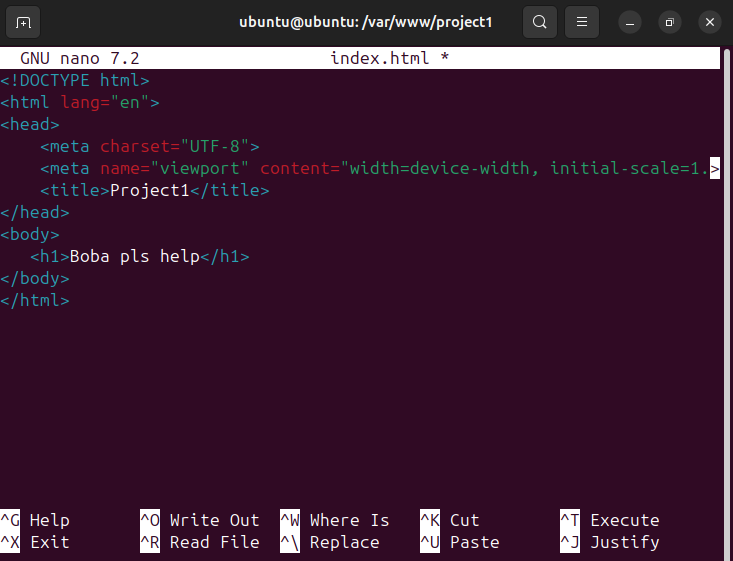 ubuntu@ubuntu: /var/www/project1
GNU nano 7.2 index.html *
<!DOCTYPE html>
<html lang="en">
<head>
    <meta charset="UTF-8">
    <meta name="viewport" content="width=device-width, initial-scale=1.>
    <title>Project1</title>
</head>
<body>
   <h1>Boba pls help</h1>
</body>
</html>
^G Help ^O Write Out ^W Where Is ^K Cut ^T Execute
^X Exit ^R Read File ^\ Replace ^U Paste ^J Justify